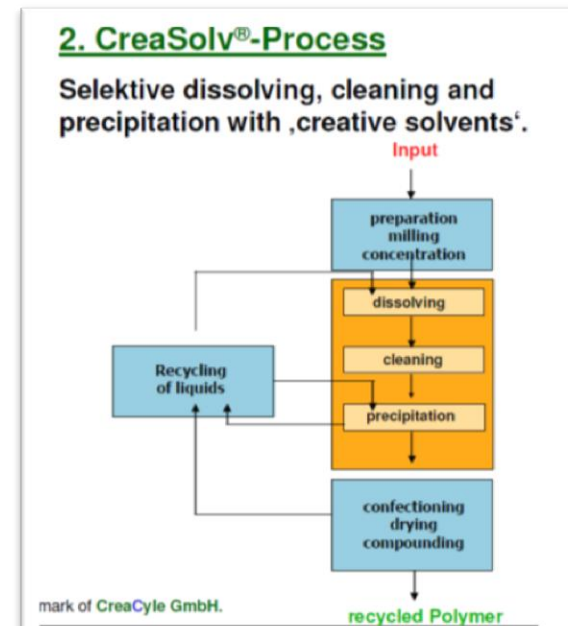 2. CreaSolv®-Process
Selektive dissolving, cleaning and
precipitation with ‚creative solvents‘.
Input
preparation
milling
concentration
dissolving
cleaning
Recycling
of liquids
precipitation
confectioning
drying
compounding
mark of CreaCyle GmbH.
recycled Polymer